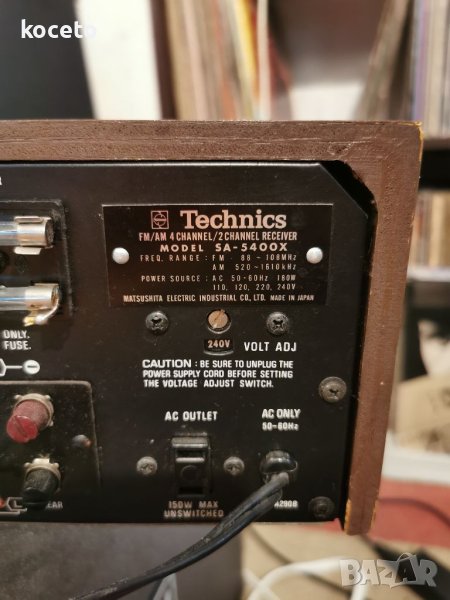 koceto
Technics
FM/AM 4 CHANNEL/2 CHANNEL RECEIVER
MODEL SA-5400X
FREQ. RANGE : FM 88 - 108MHz
AM 520-1610kHz
POWER SOURCE : AC 50-60Hz 180W
110, 120, 220, 240V
MATSUSHITA ELECTRIC INDUSTRIAL CO., LTD. MADE IN JAPAN
ONLY.
FUSE.
240V
VOLT ADJ
CAUTION : BE SURE TO UNPLUG THE
POWER SUPPLY CORD BEFORE SETTING
THE VOLTAGE ADJUST SWITCH.
AC OUTLET
AC ONLY
50-60Hz
150W MAX
UNSWITCHED
BAZAR